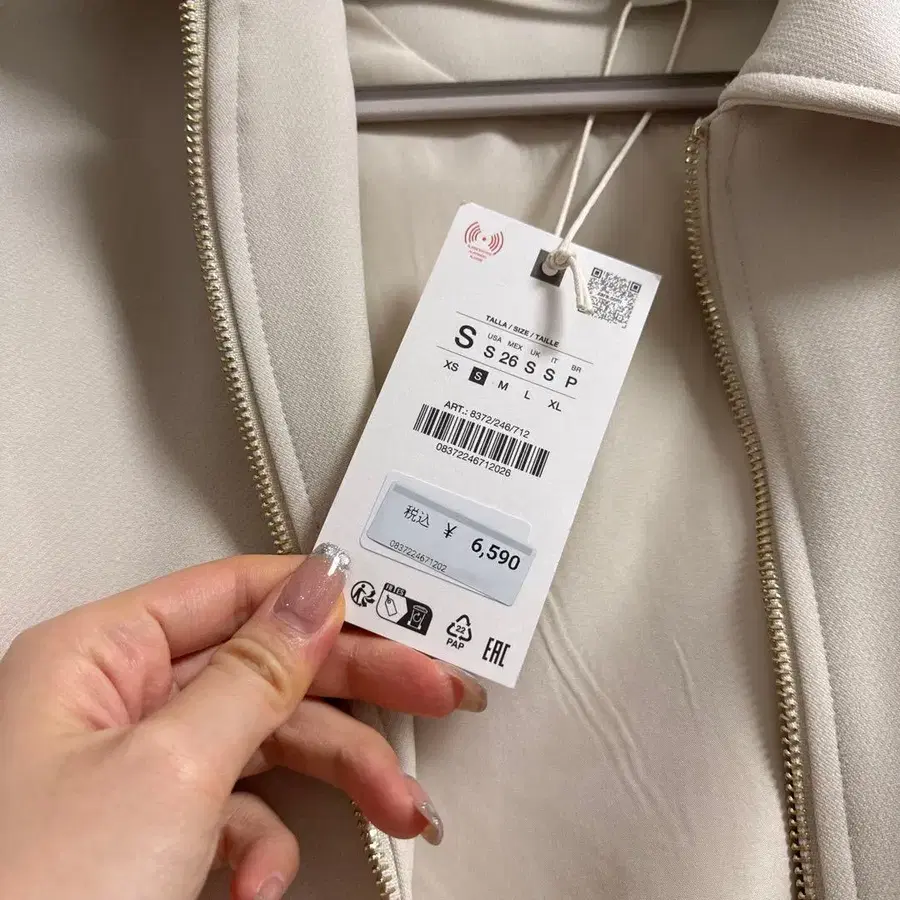 TALLA / SIZE / TAILLE
USA MEX UK IT BR
S S 26 S S P
XS S M L XL
ART.: 8372/246/712
08372246712026
税込 ¥ 6,590
0837224671202
22
PAP
EAC